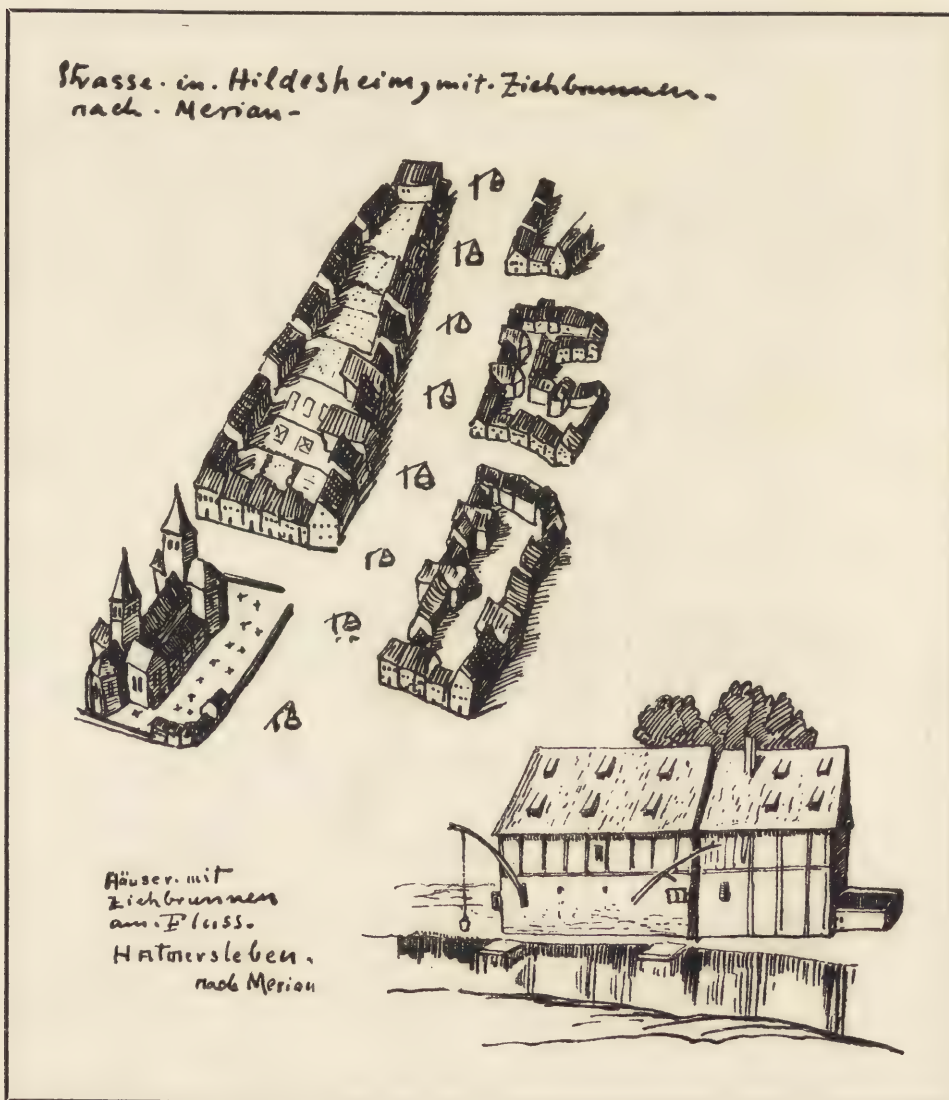 Strasse. in. Hildesheim, mit. Ziehbrunnen.
nach. Merian-
Häuser. mit
Ziehbrunnen
am. Fluss.
Hatmersleben.
nach Merian